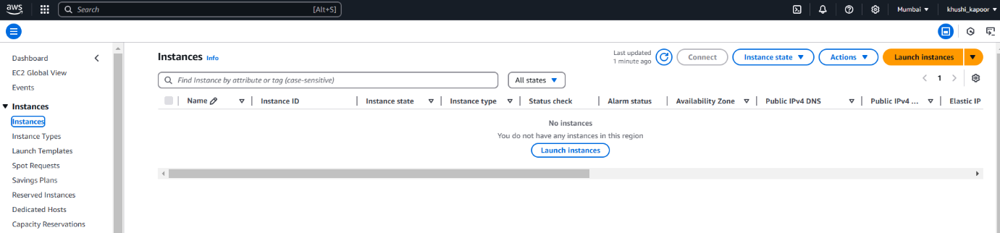 aws Search [Alt+S] Mumbai khushi_kapoor
Dashboard
EC2 Global View
Events
Instances
Instances
Instance Types
Launch Templates
Spot Requests
Savings Plans
Reserved Instances
Dedicated Hosts
Capacity Reservations
Instances Info
Last updated
1 minute ago
Connect Instance state Actions Launch instances
Find Instance by attribute or tag (case-sensitive) All states
1
Name Instance ID Instance state Instance type Status check Alarm status Availability Zone Public IPv4 DNS Public IPv4 ... Elastic IP
No instances
You do not have any instances in this region
Launch instances